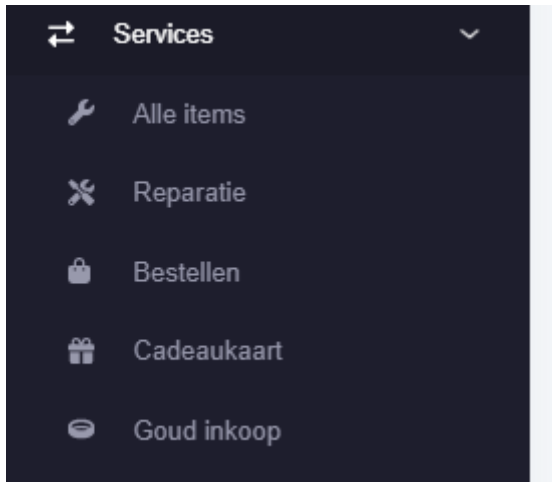 Services
Alle items
Reparatie
Bestellen
Cadeaukaart
Goud inkoop